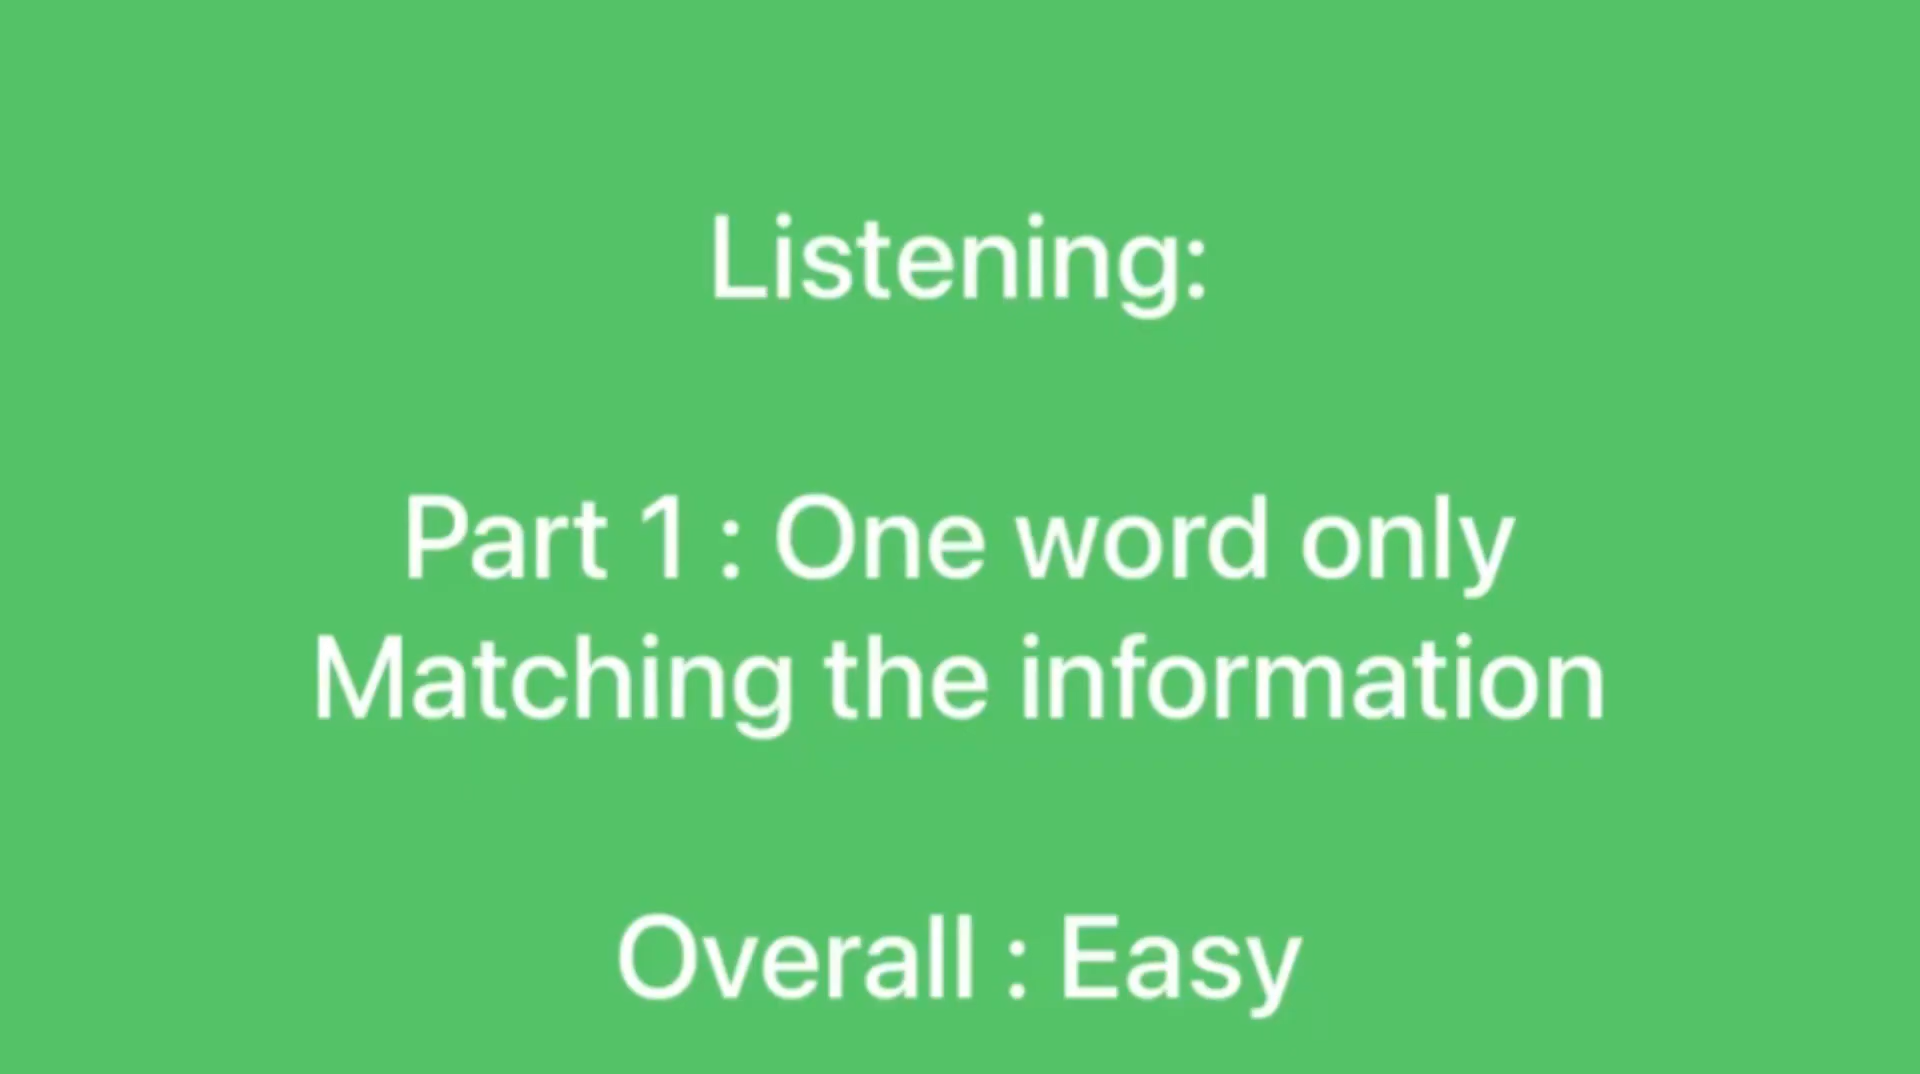 Listening:
Part 1 : One word only
Matching the information
Overall : Easy